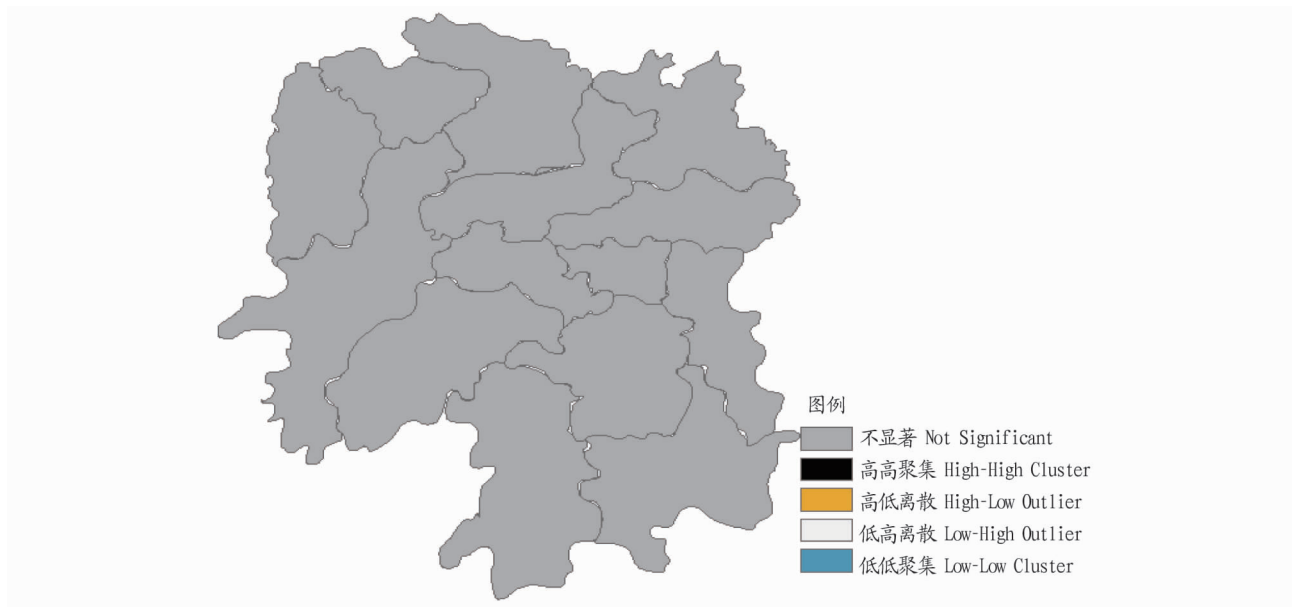 图例
不显著 Not Significant
高高聚集 High-High Cluster
高低离散 High-Low Outlier
低高离散 Low-High Outlier
低低聚集 Low-Low Cluster